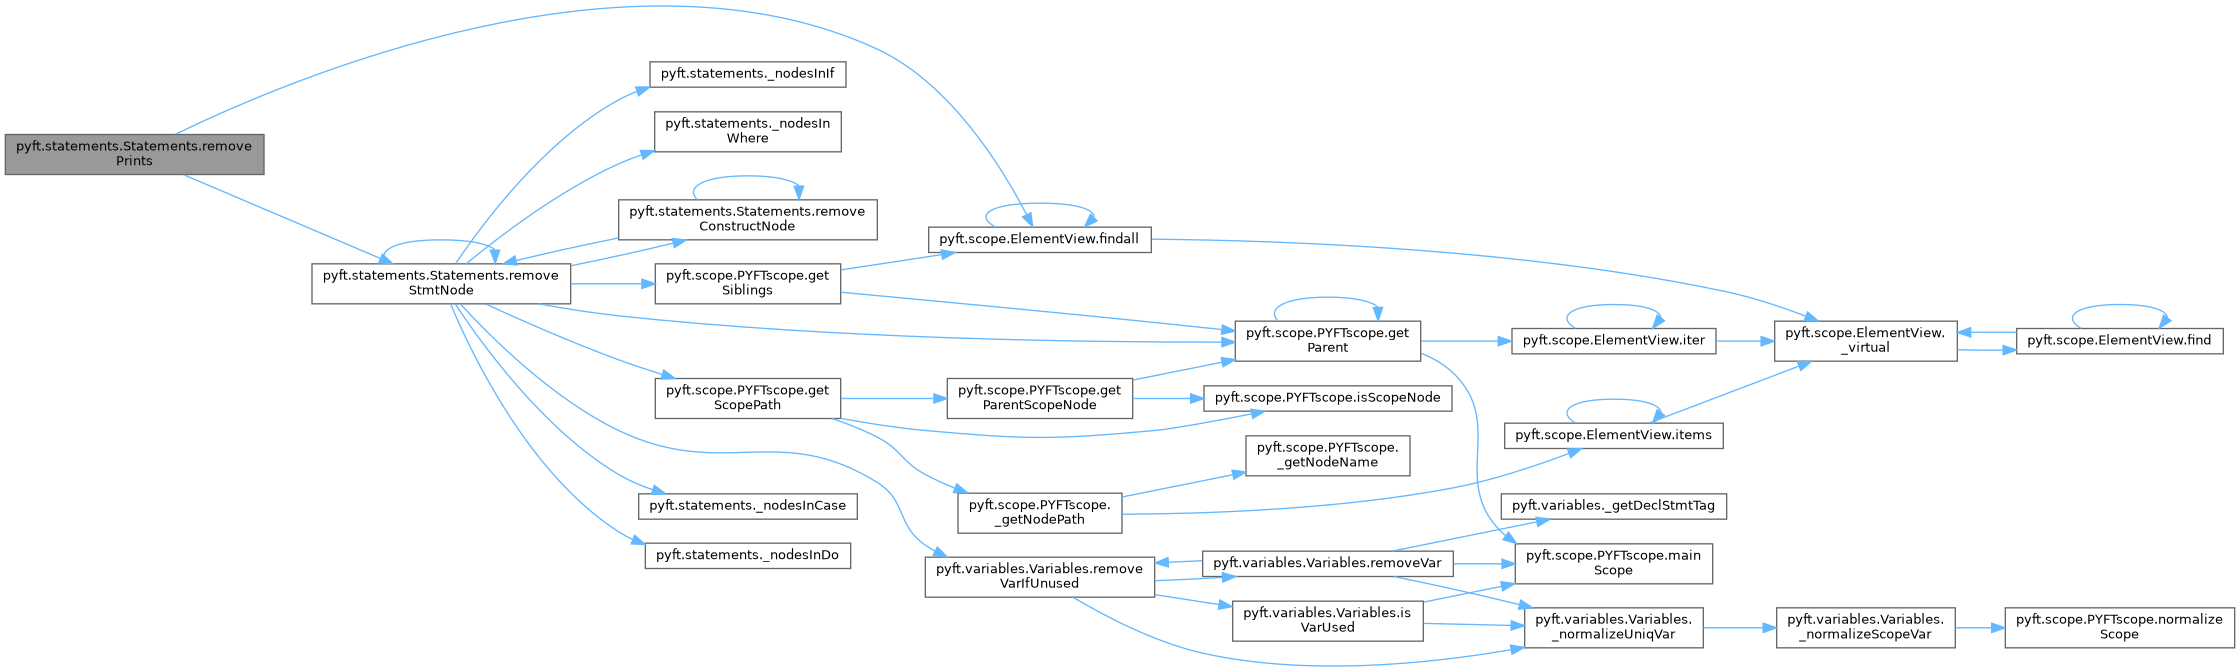 pyft.statements.Statements.remove
Prints
pyft.statements.Statements.remove
StmtNode
pyft.statements._nodesInIf
pyft.statements._nodesIn
Where
pyft.statements.Statements.remove
ConstructNode
pyft.scope.PYFTscope.get
Siblings
pyft.scope.PYFTscope.get
ScopePath
pyft.statements._nodesInCase
pyft.statements._nodesInDo
pyft.scope.ElementView.findall
pyft.scope.PYFTscope.get
ParentScopeNode
pyft.scope.PYFTscope.
_getNodePath
pyft.variables.Variables.remove
VarIfUnused
pyft.scope.PYFTscope.get
Parent
pyft.scope.PYFTscope.isScopeNode
pyft.scope.PYFTscope.
_getNodeName
pyft.variables.Variables.removeVar
pyft.variables.Variables.is
VarUsed
pyft.scope.ElementView.iter
pyft.scope.ElementView.items
pyft.variables._getDeclStmtTag
pyft.scope.PYFTscope.main
Scope
pyft.variables.Variables.
_normalizeUniqVar
pyft.scope.ElementView.
_virtual
pyft.variables.Variables.
_normalizeScopeVar
pyft.scope.ElementView.find
pyft.scope.PYFTscope.normalize
Scope